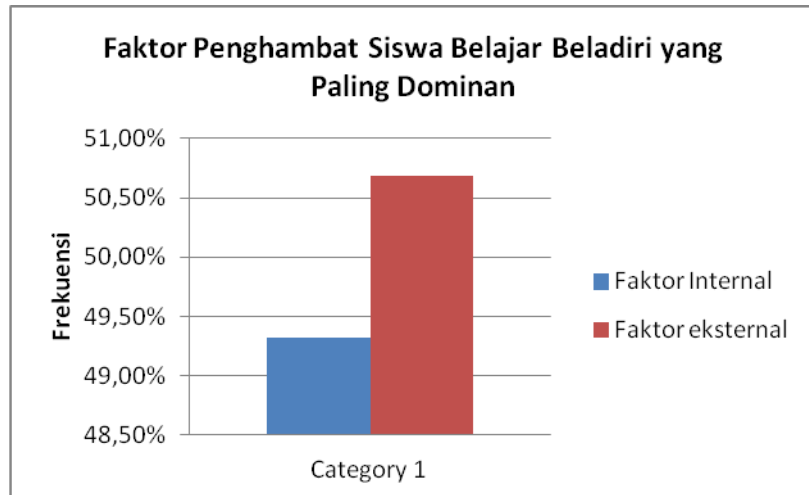 Faktor Penghambat Siswa Belajar Beladiri yang
Paling Dominan
51,00%
50,50%
50,00%
49,50%
49,00%
48,50%
Frekuensi
Category 1
Faktor Internal
Faktor eksternal